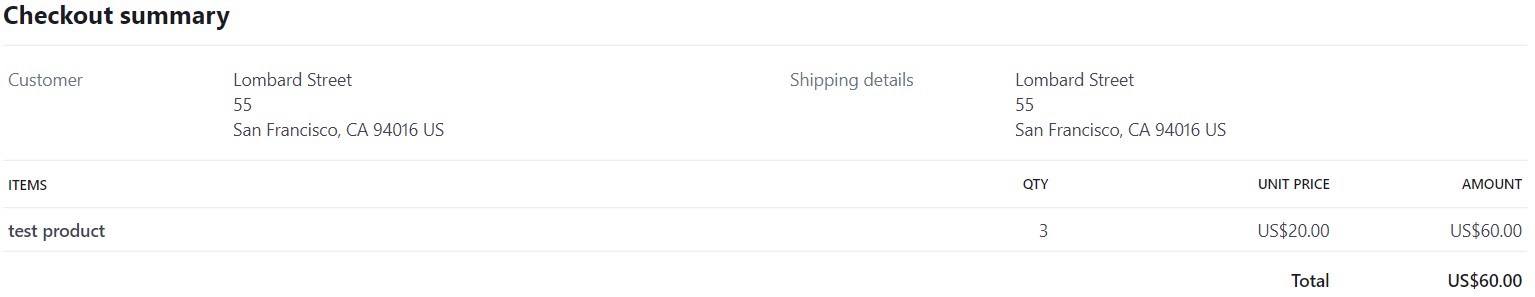 Checkout summary
Customer Lombard Street Shipping details Lombard Street
55 55
San Francisco, CA 94016 US San Francisco, CA 94016 US
ITEMS QTY UNIT PRICE AMOUNT
test product 3 US$20.00 US$60.00
Total US$60.00